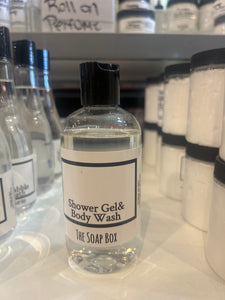 Roll on
Perfume
Shower Gel&
Body Wash
The Soap Box